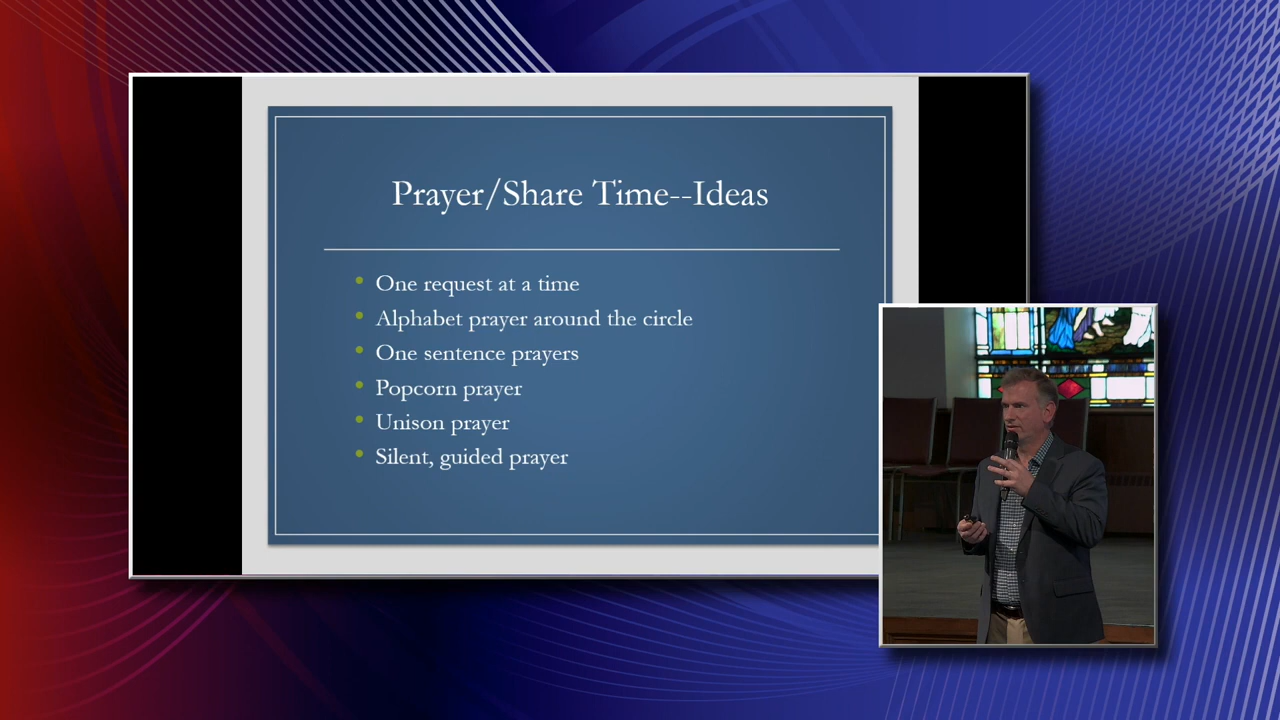 Prayer/Share Time--Ideas
One request at a time
Alphabet prayer around the circle
One sentence prayers
Popcorn prayer
Unison prayer
Silent, guided prayer